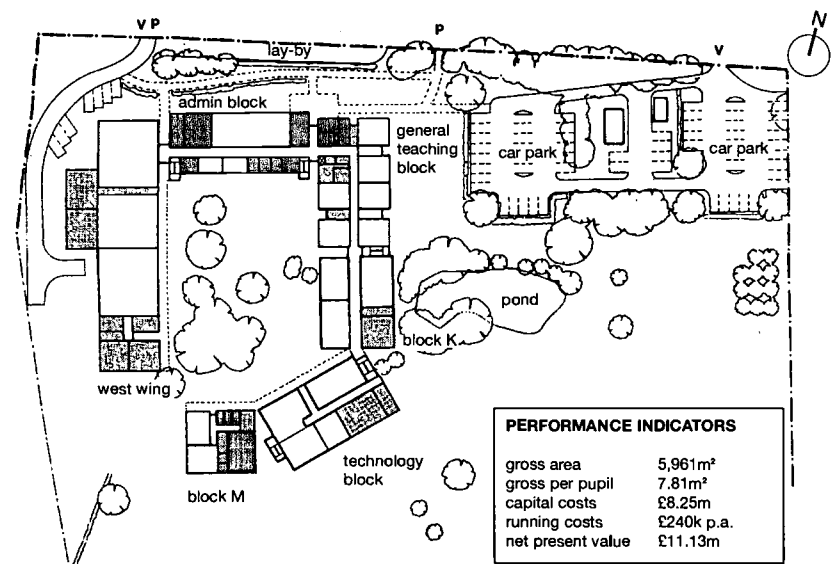 V P
P
V
N
lay-by
admin block
general
teaching
block
car park
car park
pond
block K
west wing
technology
block
block M
PERFORMANCE INDICATORS
gross area 5,961m²
gross per pupil 7.81m²
capital costs £8.25m
running costs £240k p.a.
net present value £11.13m